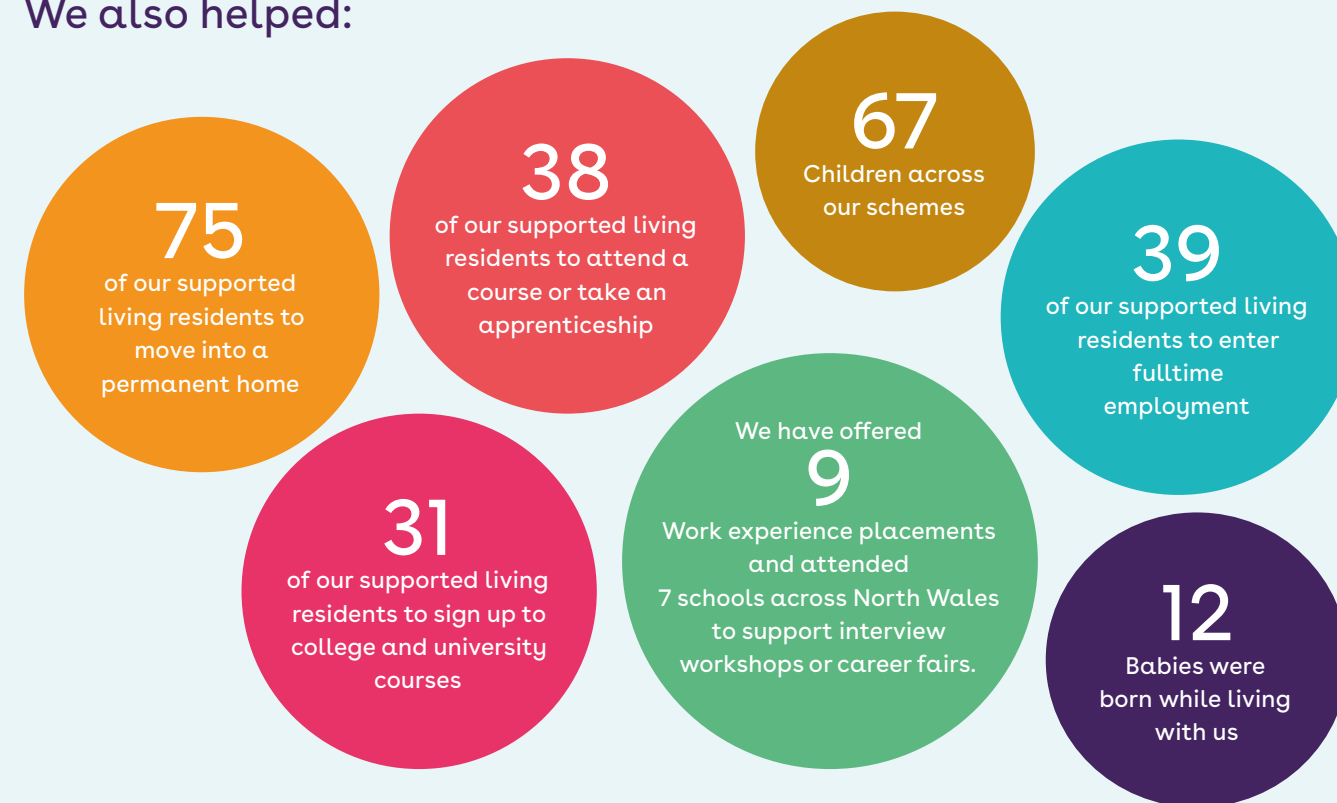 We also helped:
75
of our supported
living residents to
move into a
permanent home
38
of our supported living
residents to attend a
course or take an
apprenticeship
67
Children across
our schemes
39
of our supported living
residents to enter
fulltime
employment
31
of our supported living
residents to sign up to
college and university
courses
We have offered
9
Work experience placements
and attended
7 schools across North Wales
to support interview
workshops or career fairs.
12
Babies were
born while living
with us